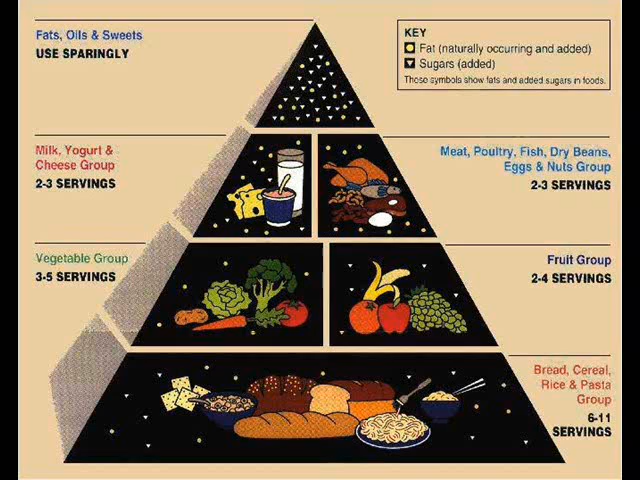 Fats, Oils & Sweets
USE SPARINGLY
KEY
Fat (naturally occurring and added)
Sugars (added)
These symbols show fats and added sugars in foods.
Milk, Yogurt &
Cheese Group
2-3 SERVINGS
Meat, Poultry, Fish, Dry Beans,
Eggs & Nuts Group
2-3 SERVINGS
Vegetable Group
3-5 SERVINGS
Fruit Group
2-4 SERVINGS
Bread, Cereal,
Rice & Pasta
Group
6-11
SERVINGS